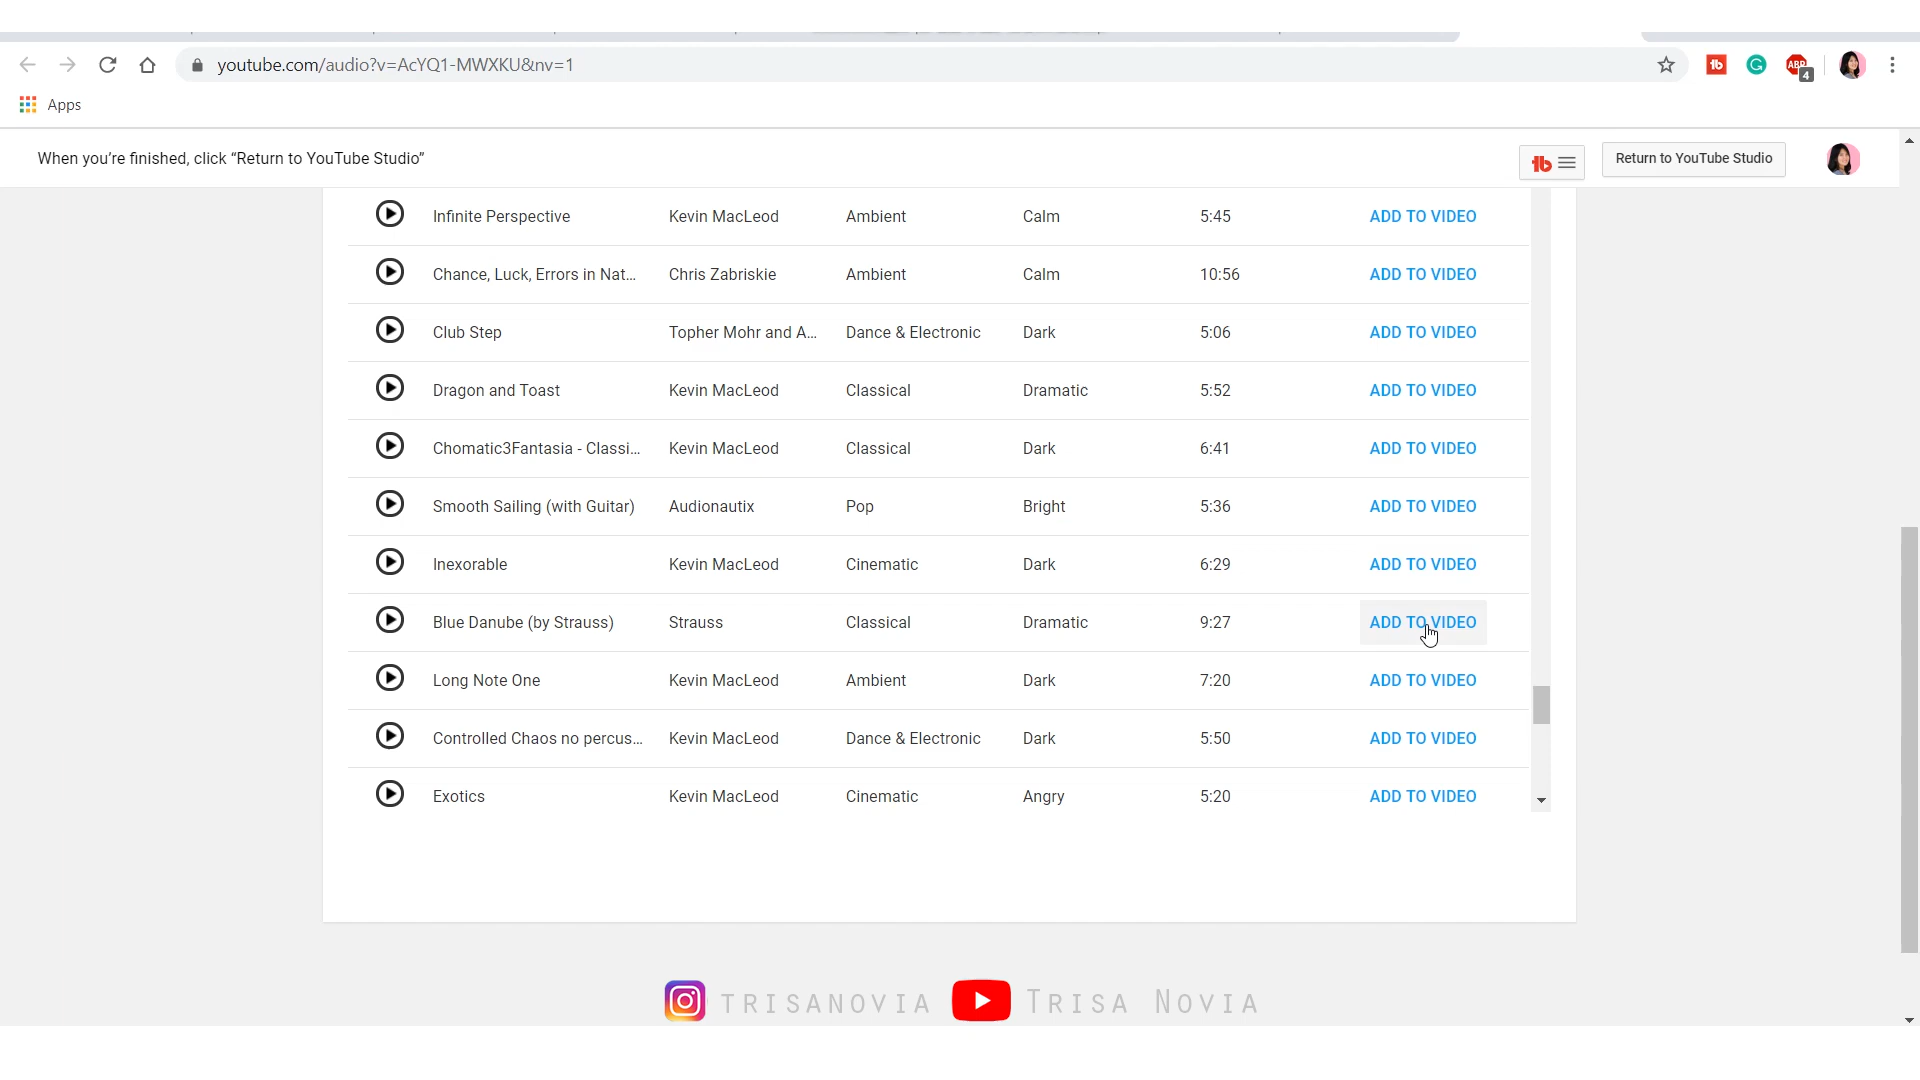 youtube.com/audio?v=AcYQ1-MWXKU&nv=1
ABP
4
Apps
When you're finished, click “Return to YouTube Studio”
Return to YouTube Studio
Infinite Perspective Kevin MacLeod Ambient Calm 5:45 ADD TO VIDEO
Chance, Luck, Errors in Nat... Chris Zabriskie Ambient Calm 10:56 ADD TO VIDEO
Club Step Topher Mohr and A... Dance & Electronic Dark 5:06 ADD TO VIDEO
Dragon and Toast Kevin MacLeod Classical Dramatic 5:52 ADD TO VIDEO
Chomatic3Fantasia - Classi... Kevin MacLeod Classical Dark 6:41 ADD TO VIDEO
Smooth Sailing (with Guitar) Audionautix Pop Bright 5:36 ADD TO VIDEO
Inexorable Kevin MacLeod Cinematic Dark 6:29 ADD TO VIDEO
Blue Danube (by Strauss) Strauss Classical Dramatic 9:27 ADD TO VIDEO
Long Note One Kevin MacLeod Ambient Dark 7:20 ADD TO VIDEO
Controlled Chaos no percus... Kevin MacLeod Dance & Electronic Dark 5:50 ADD TO VIDEO
Exotics Kevin MacLeod Cinematic Angry 5:20 ADD TO VIDEO
TRISANOVIA TRISA NOVIA